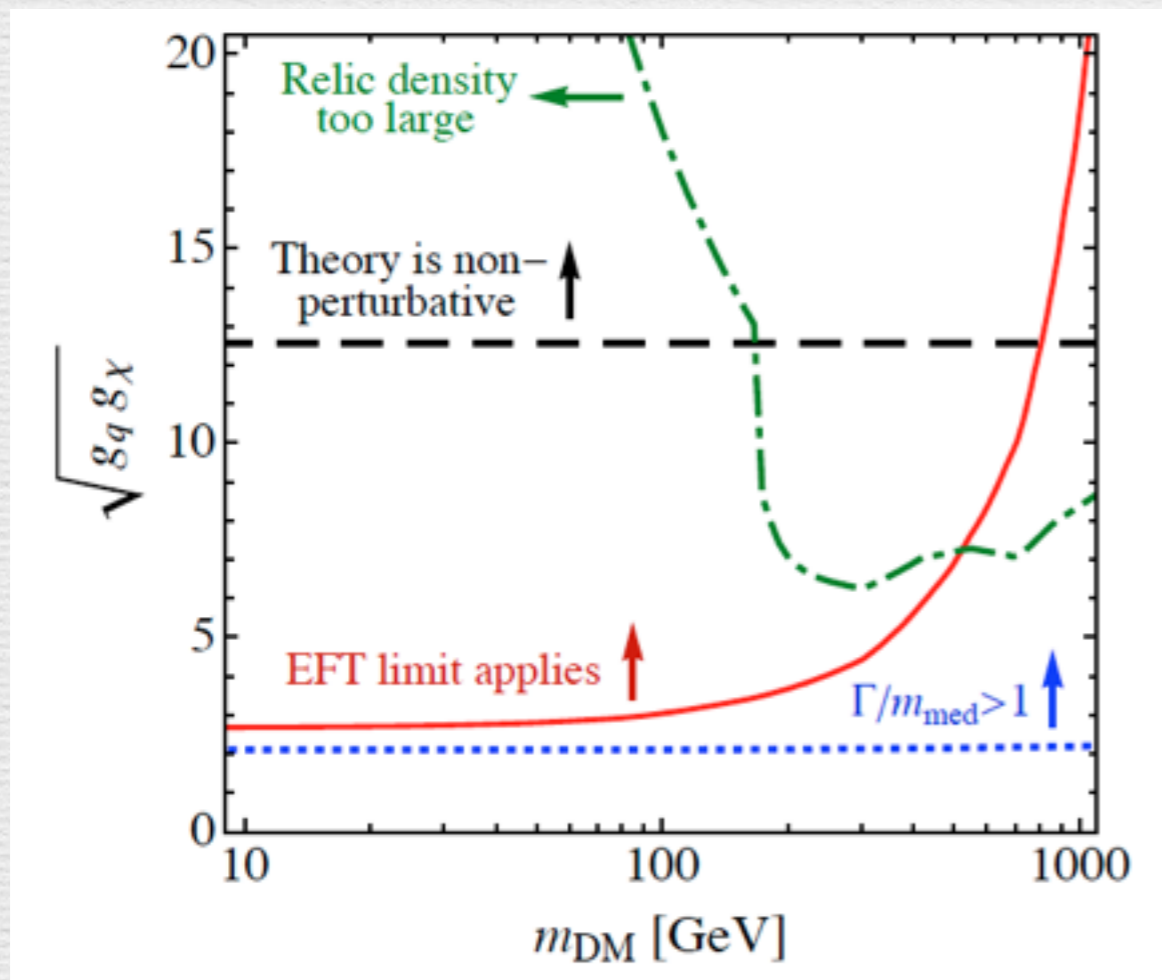 20
15
10
5
0
Relic density
too large
Theory is non−
perturbative
EFT limit applies
Γ/m_med>1
√g_q g_χ
10
100
1000
m_DM [GeV]